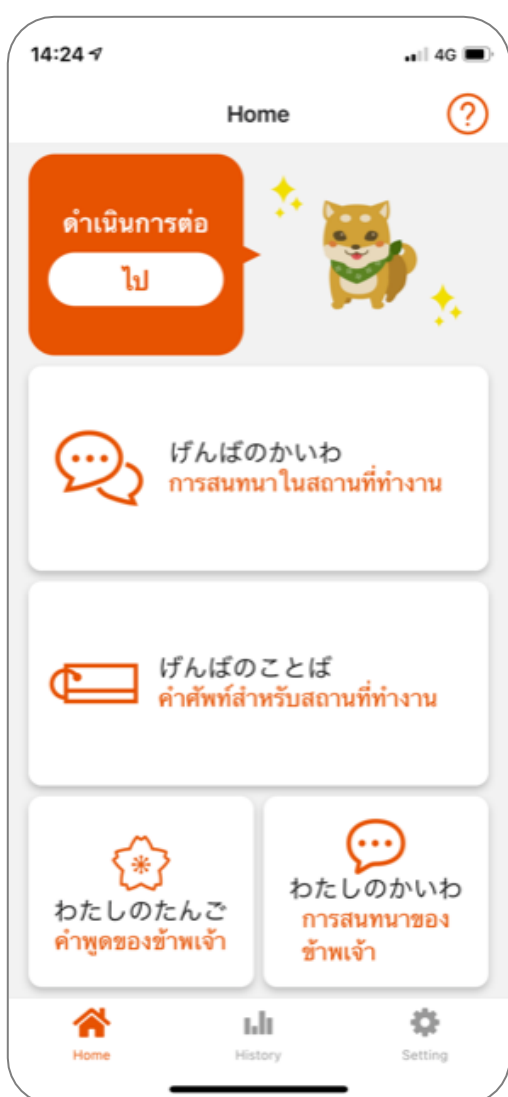 14:24
4G
Home
?
ดำเนินการต่อ
ไป
げんばのかいわ
การสนทนาในสถานที่ทำงาน
げんばのことば
คำศัพท์สำหรับสถานที่ทำงาน
わたしのたんご
คำพูดของข้าพเจ้า
わたしのかいわ
การสนทนาของ
ข้าพเจ้า
Home
History
Setting